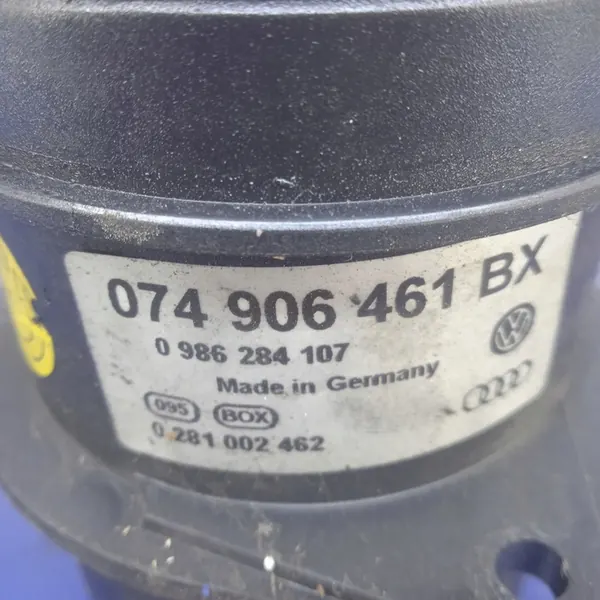 074 906 461 BX
0 986 284 107
Made in Germany
095 BOX
0 281 002 462